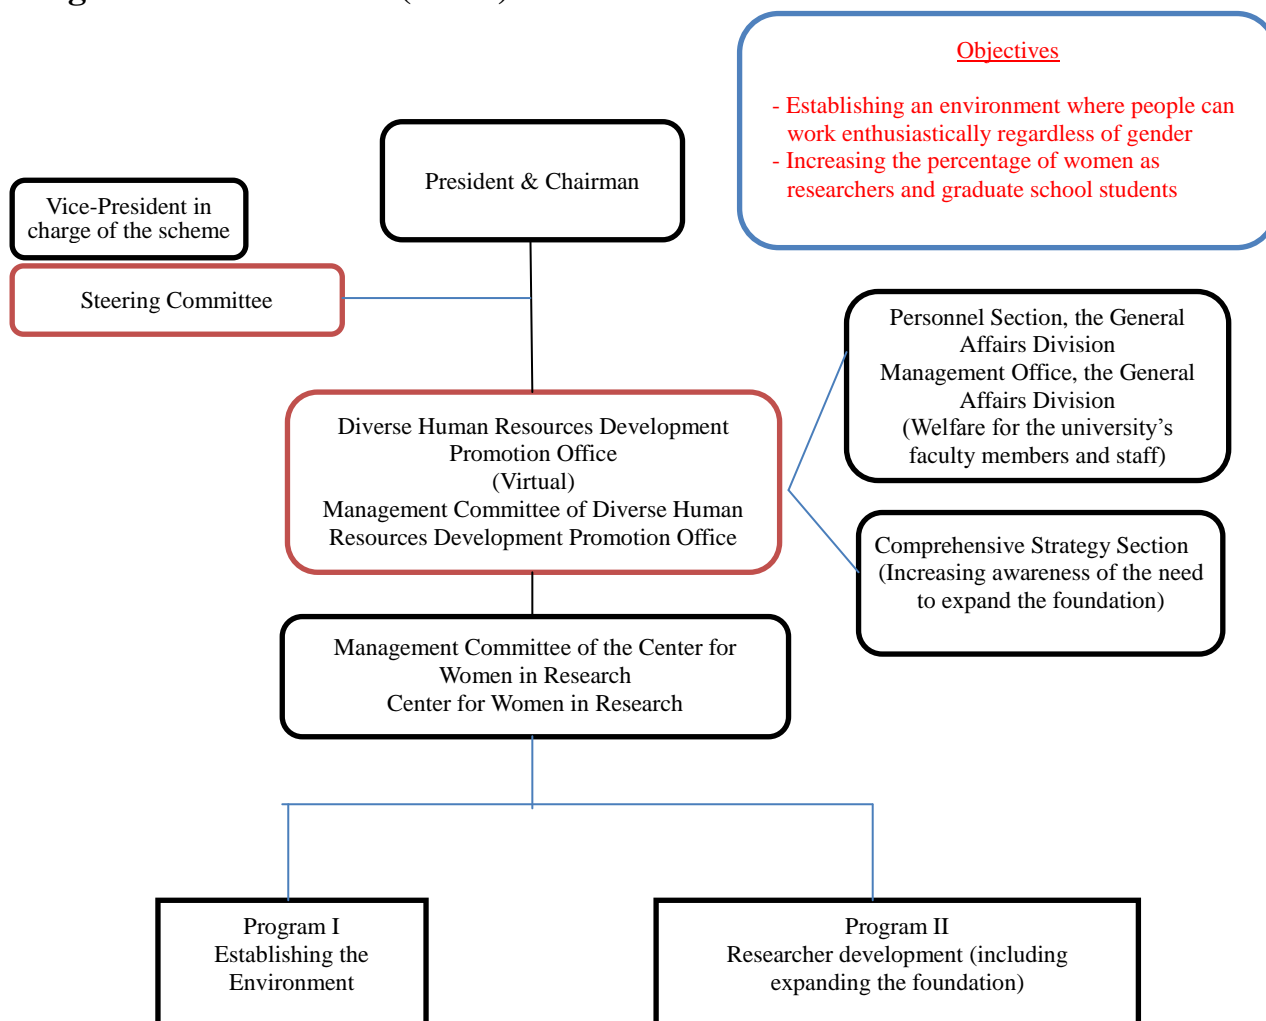 Objectives
- Establishing an environment where people can
work enthusiastically regardless of gender
- Increasing the percentage of women as
researchers and graduate school students
President & Chairman
Vice-President in
charge of the scheme
Steering Committee
Personnel Section, the General
Affairs Division
Management Office, the General
Affairs Division
(Welfare for the university’s
faculty members and staff)
Diverse Human Resources Development
Promotion Office
(Virtual)
Management Committee of Diverse Human
Resources Development Promotion Office
Comprehensive Strategy Section
(Increasing awareness of the need
to expand the foundation)
Management Committee of the Center for
Women in Research
Center for Women in Research
Program I
Establishing the
Environment
Program II
Researcher development (including
expanding the foundation)